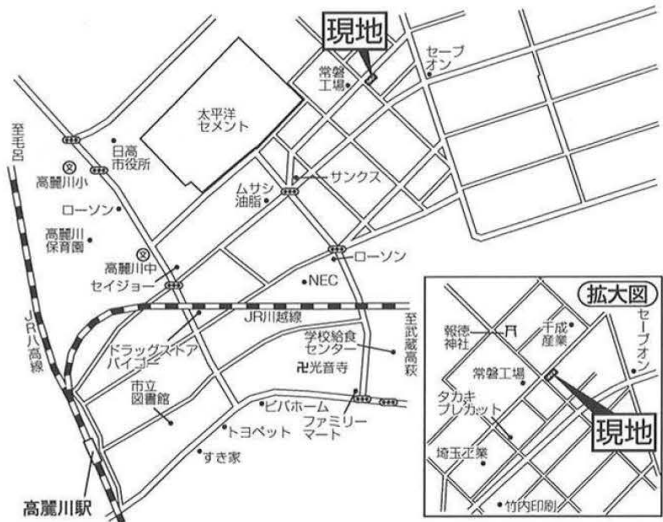 現地
セーブ
オン
常磐
工場
太平洋
セメント
至毛呂
日高
市役所
高麗川小
サンクス
ムサシ
油脂
ローソン
高麗川
保育園
高麗川中
セイジョー
ローソン
NEC
JR川越線
JR八高線
至武蔵高萩
ドラッグストア
バイゴー
学校給食
センター
卍光音寺
市立
図書館
ビバホーム
ファミリー
マート
トヨペット
すき家
高麗川駅
拡大図
報徳
神社
千成
産業
セーブオン
常磐工場
タカキ
プレカット
現地
埼玉工業
竹内印刷